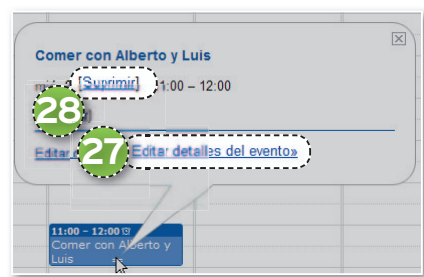 Comer con Alberto y Luis
[Suprimir] 11:00 – 12:00
28
Editar
27
Editar detalles del evento»
11:00 – 12:00
Comer con Alberto y
Luis